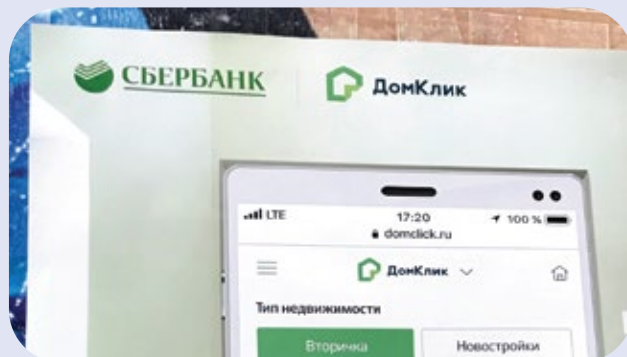 СБЕРБАНК ДомКлик
LTE 17:20 100 %
domclick.ru
ДомКлик
Тип недвижимости
Вторичка Новостройки